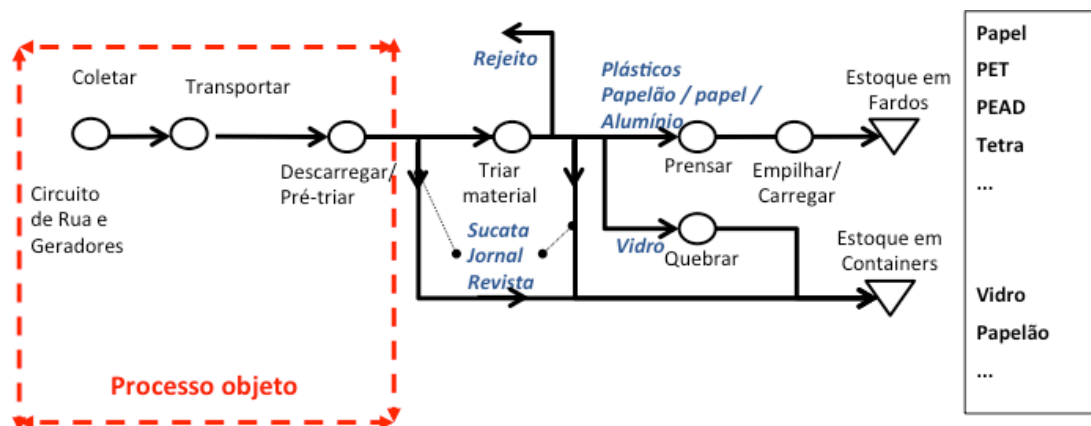 Coletar
Transportar
Circuito
de Rua e
Geradores
Descarregar/
Pré-triar
Processo objeto
Rejeito
Triar
material
Sucata
Jornal
Revista
Plásticos
Papelão / papel /
Alumínio
Prensar
Empilhar/
Carregar
Estoque em
Fardos
Vidro
Quebrar
Estoque em
Containers
Papel
PET
PEAD
Tetra
...
Vidro
Papelão
...